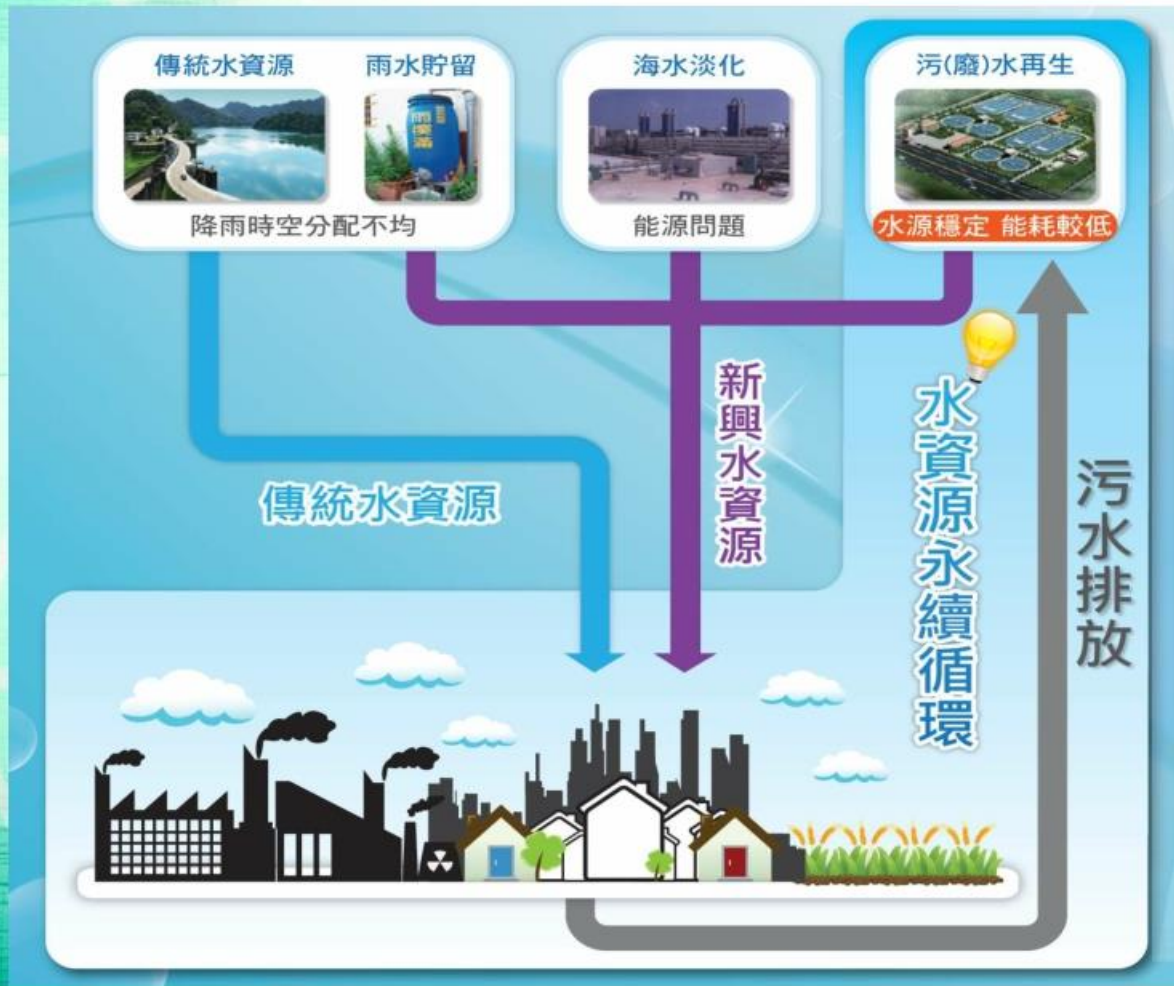 傳統水資源
雨水貯留
降雨時空分配不均
海水淡化
能源問題
污(廢)水再生
水源穩定 能耗較低
傳統水資源
新興水資源
水資源永續循環
污水排放
雨撲滿